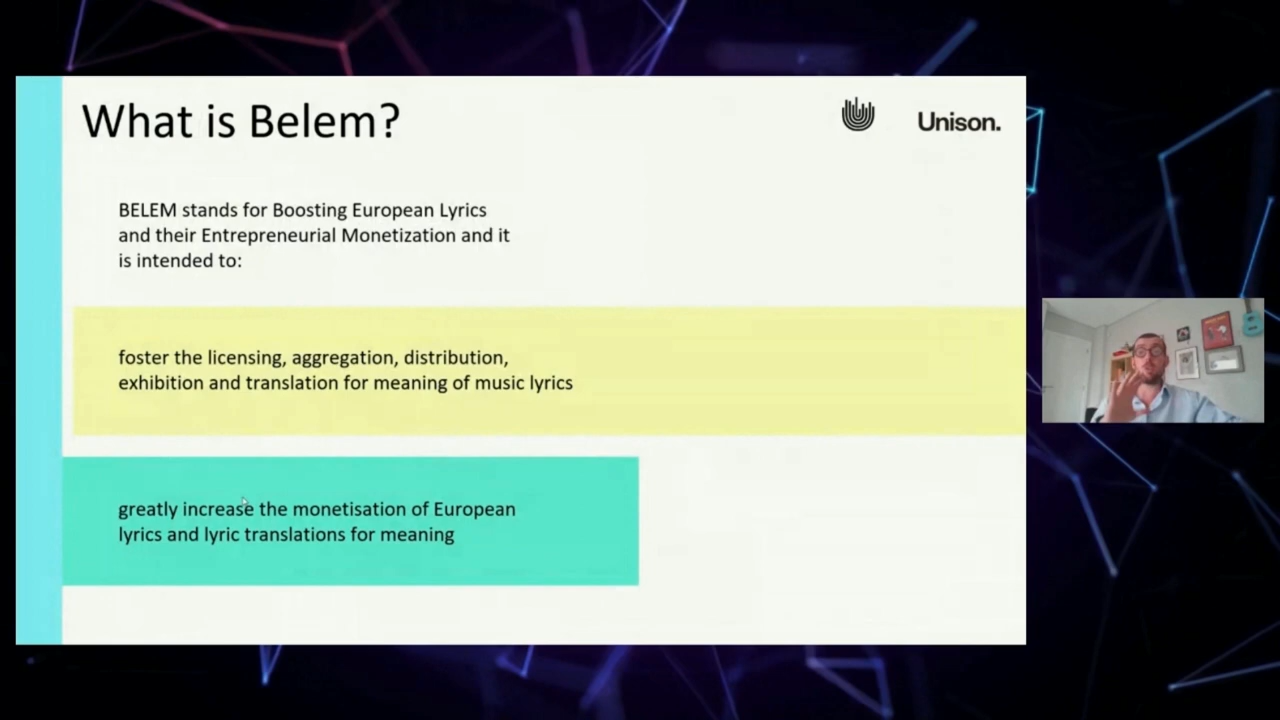 What is Belem?
Unison.
BELEM stands for Boosting European Lyrics
and their Entrepreneurial Monetization and it
is intended to:
foster the licensing, aggregation, distribution,
exhibition and translation for meaning of music lyrics
greatly increase the monetisation of European
lyrics and lyric translations for meaning